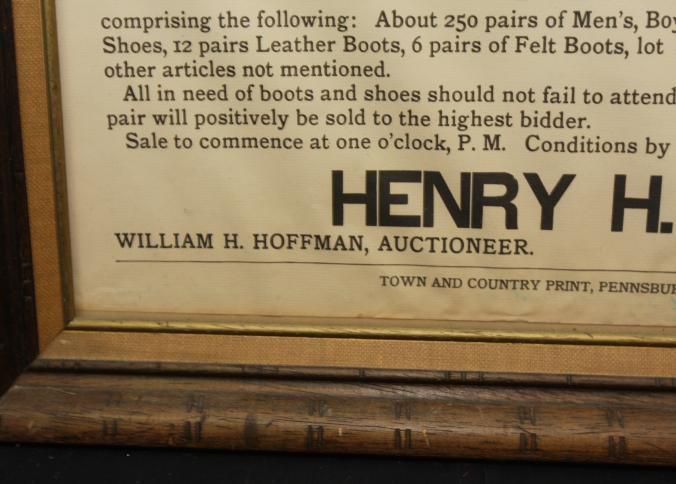 comprising the following: About 250 pairs of Men's, Boy
Shoes, 12 pairs Leather Boots, 6 pairs of Felt Boots, lot
other articles not mentioned.
All in need of boots and shoes should not fail to attend
pair will positively be sold to the highest bidder.
Sale to commence at one o'clock, P. M. Conditions by
HENRY H.
WILLIAM H. HOFFMAN, AUCTIONEER.
TOWN AND COUNTRY PRINT, PENNSBU